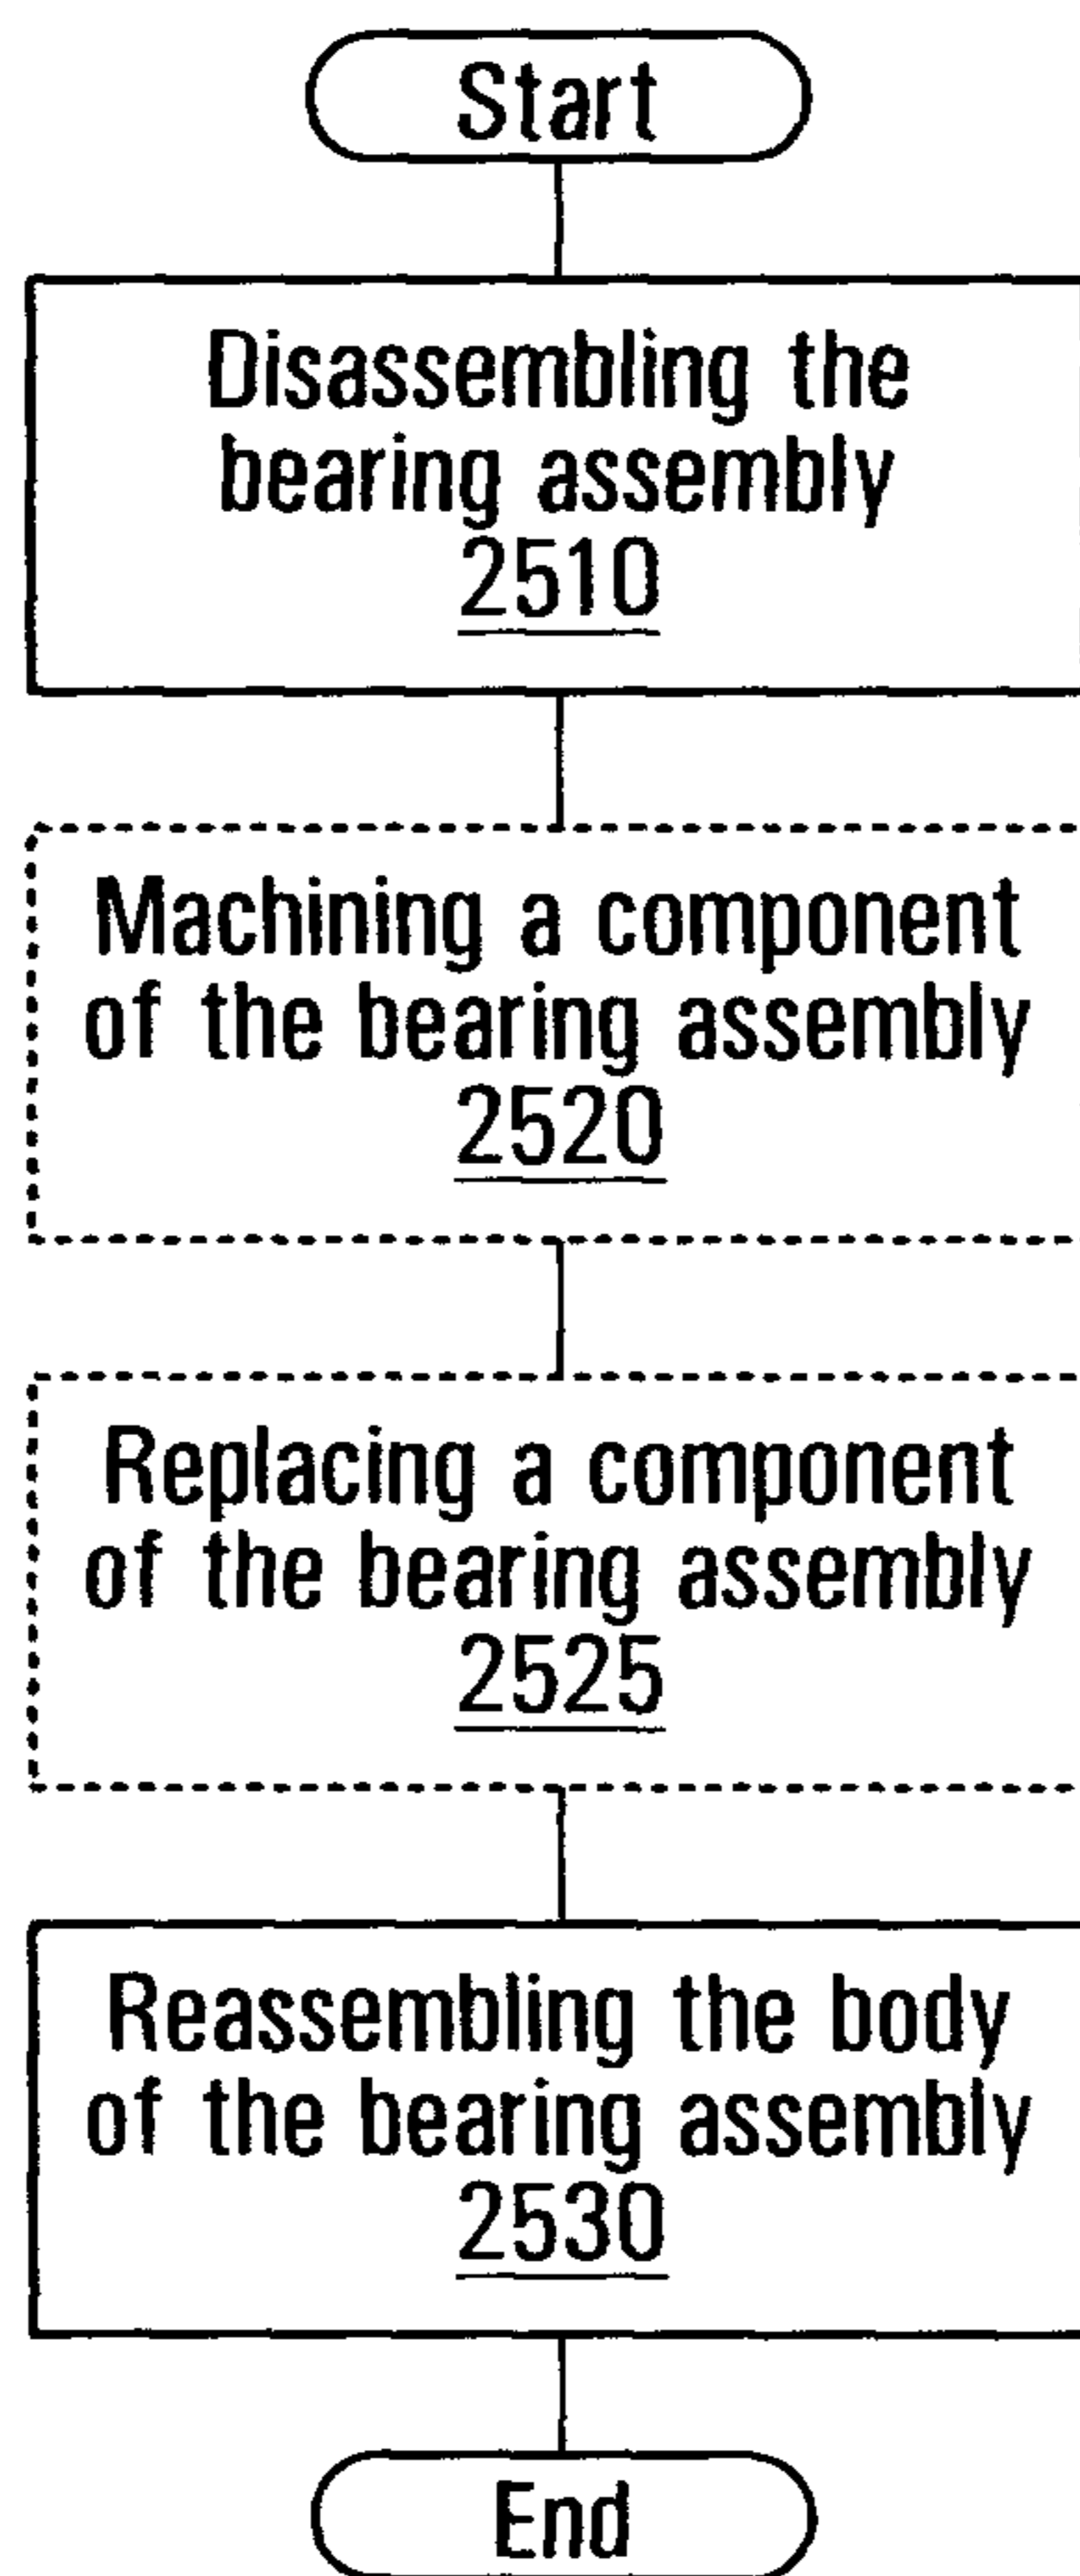 Start
Disassembling the
bearing assembly
2510
Machining a component
of the bearing assembly
2520
Replacing a component
of the bearing assembly
2525
Reassembling the body
of the bearing assembly
2530
End